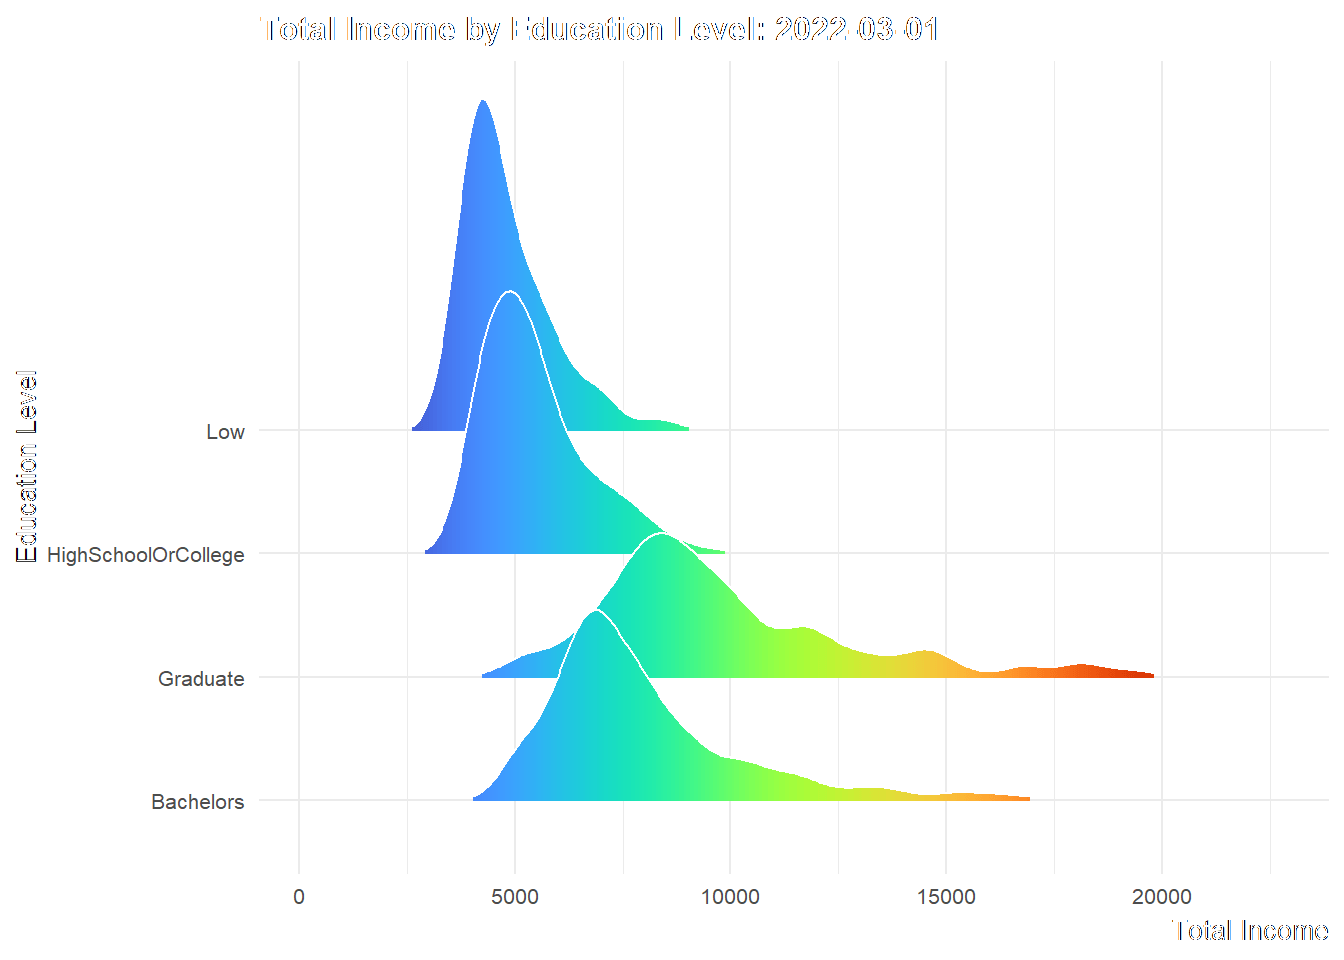 Total Income by Education Level: 2022-03-01
Education Level
Low
HighSchoolOrCollege
Graduate
Bachelors
0 5000 10000 15000 20000
Total Income